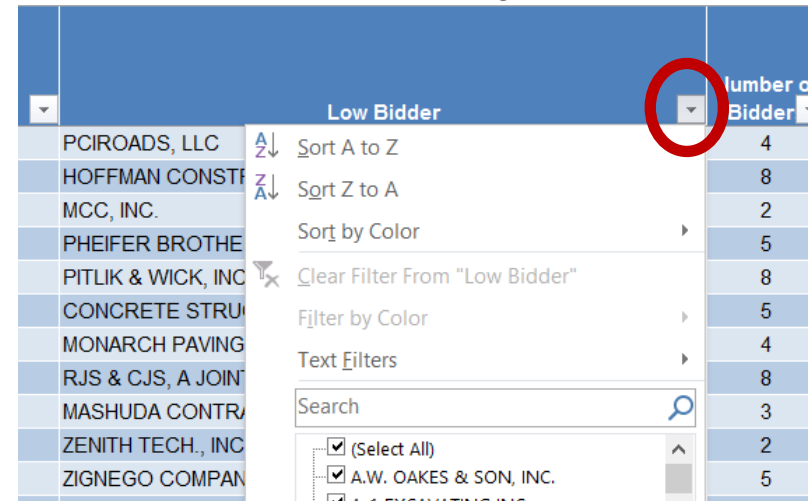 Number o
Low Bidder Bidder
PCIROADS, LLC Sort A to Z 4
HOFFMAN CONSTR Sort Z to A 8
MCC, INC. 2
PHEIFER BROTHE Sort by Color 5
PITLIK & WICK, INC Clear Filter From "Low Bidder" 8
CONCRETE STRU Filter by Color 5
MONARCH PAVING Text Filters 4
RJS & CJS, A JOIN 8
MASHUDA CONTRA Search 3
ZENITH TECH., INC (Select All) 2
ZIGNEGO COMPAN A.W. OAKES & SON, INC. 5